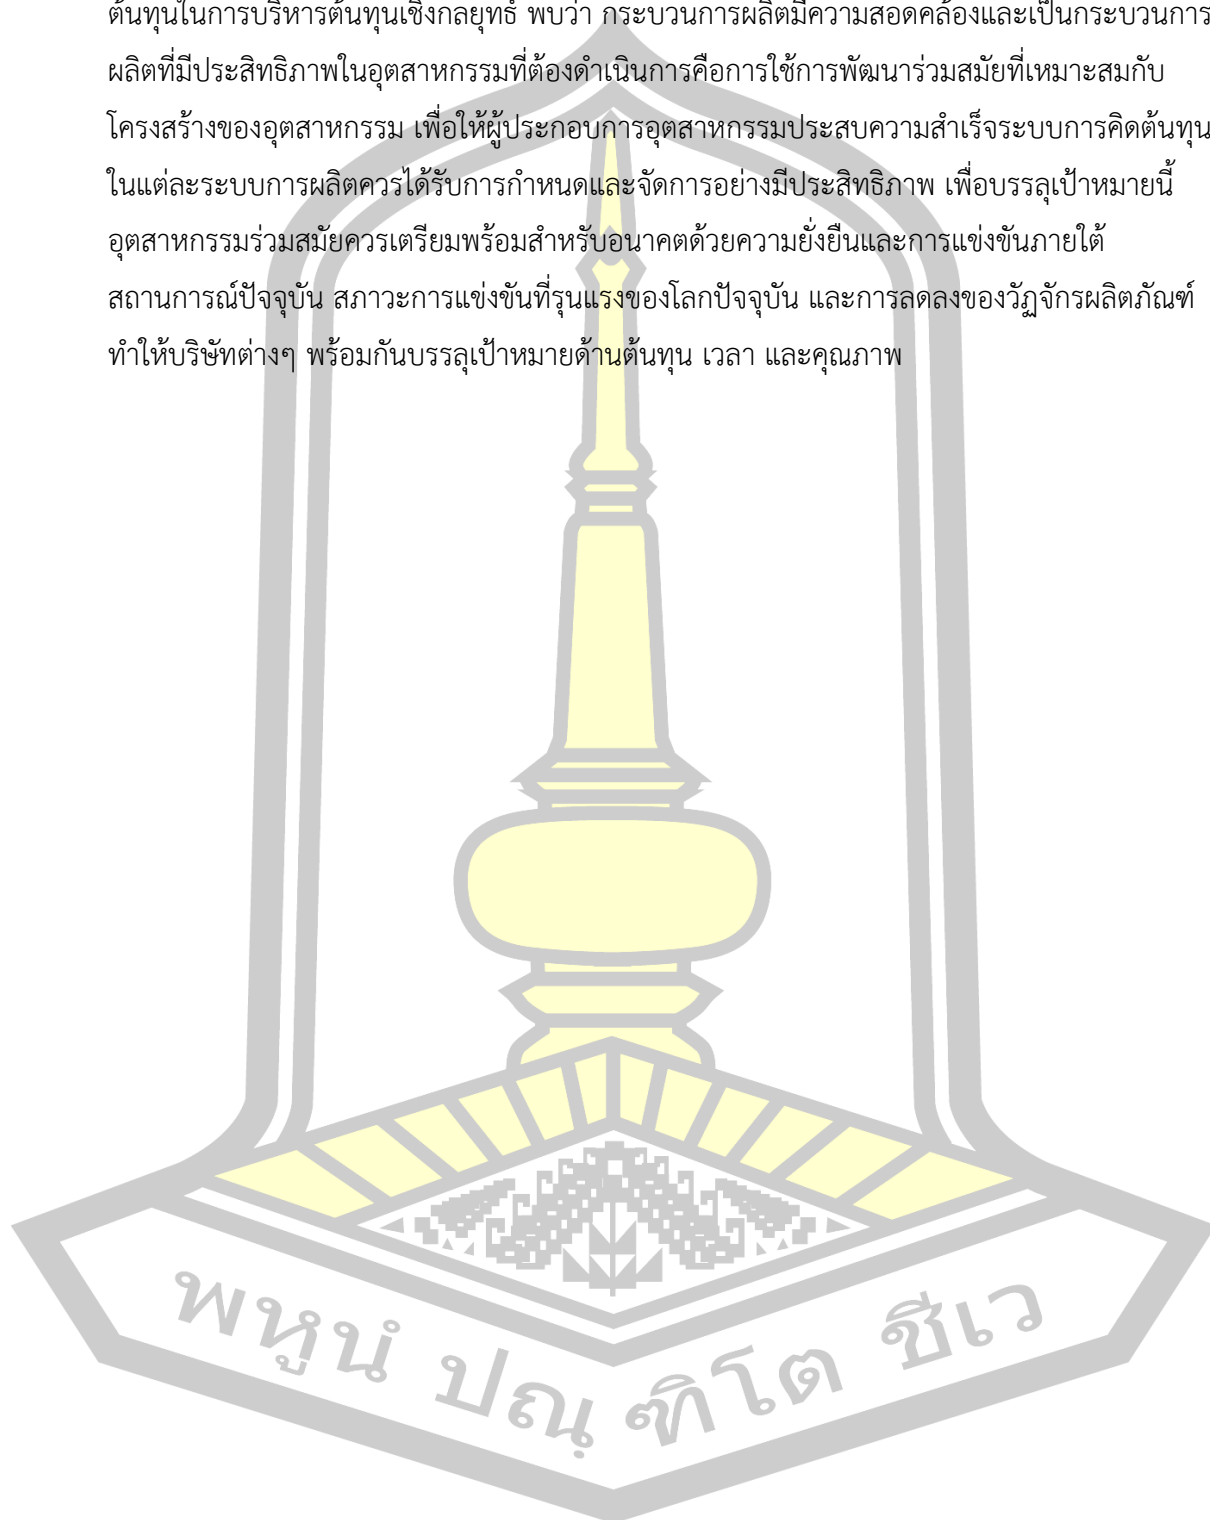 ต้นทุนในการบริหารต้นทุนเชิงกลยุทธ์ พบว่า กระบวนการผลิตมีความสอดคล้องและเป็นกระบวนการ
ผลิตที่มีประสิทธิภาพในอุตสาหกรรมที่ต้องดำเนินการคือการใช้การพัฒนาร่วมสมัยที่เหมาะสมกับ
โครงสร้างของอุตสาหกรรม เพื่อให้ผู้ประกอบการอุตสาหกรรมประสบความสำเร็จระบบการคิดต้นทุน
ในแต่ละระบบการผลิตควรได้รับการกำหนดและจัดการอย่างมีประสิทธิภาพ เพื่อบรรลุเป้าหมายนี้
อุตสาหกรรมร่วมสมัยควรเตรียมพร้อมสำหรับอนาคตด้วยความยั่งยืนและการแข่งขันภายใต้
สถานการณ์ปัจจุบัน สภาวะการแข่งขันที่รุนแรงของโลกปัจจุบัน และการลดลงของวัฏจักรผลิตภัณฑ์
ทำให้บริษัทต่างๆ พร้อมกันบรรลุเป้าหมายด้านต้นทุน เวลา และคุณภาพ
พหูนํ ปณฺฑิโต ชีเว